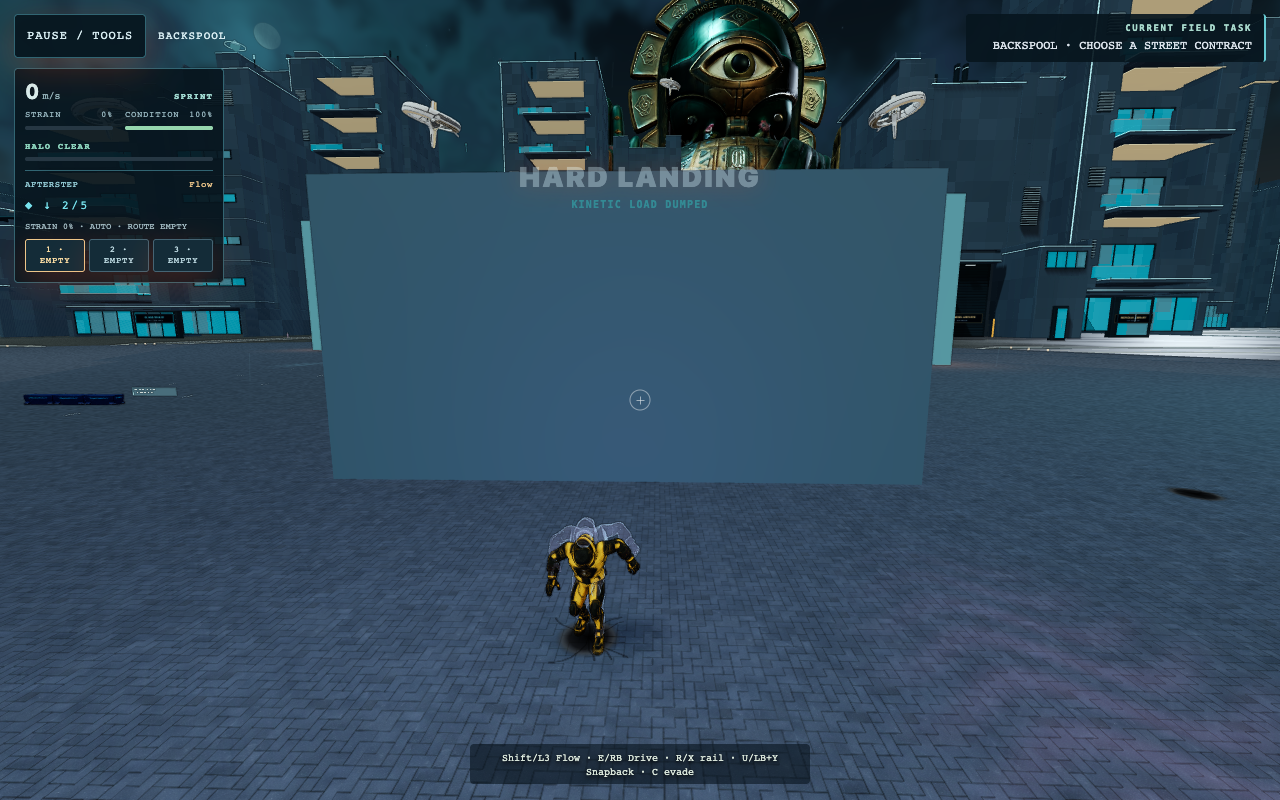 PAUSE / TOOLS
BACKSPOOL
CURRENT FIELD TASK
BACKSPOOL · CHOOSE A STREET CONTRACT
0 m/s
SPRINT
STRAIN 0% CONDITION 100%
HALO CLEAR
AFTERSTEP Flow
◆ ↓ 2/5
STRAIN 0% · AUTO · ROUTE EMPTY
1 · EMPTY
2 · EMPTY
3 · EMPTY
HARD LANDING
KINETIC LOAD DUMPED
Shift/L3 Flow · E/RB Drive · R/X rail · U/LB+Y
Snapback · C evade